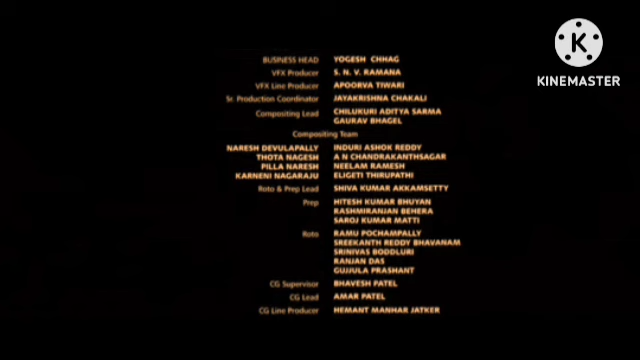 BUSINESS HEAD YOGESH CHHAG
VFX Producer S. N. V. RAMANA
VFX Line Producer APOORVA TIWARI
Sr. Production Coordinator JAYAKRISHNA CHAKALI
Compositing Lead CHILUKURI ADITYA SARMA
GAURAV BHAGEL
Compositing Team
NARESH DEVULAPALLY INDURI ASHOK REDDY
THOTA NAGESH A N CHANDRAKANTHSAGAR
PILLA NARESH NEELAM RAMESH
KARNENI NAGARAJU ELIGETI THIRUPATHI
Roto & Prep Lead SHIVA KUMAR AKKAMSETTY
Prep HITESH KUMAR BHUYAN
RASHMIRANJAN BEHERA
SAROJ KUMAR MATTI
Roto RAMU POCHAMPALLY
SREEKANTH REDDY BHAVANAM
SRINIVAS BODDLURI
RANJAN DAS
GUJJULA PRASHANT
CG Supervisor BHAVESH PATEL
CG Lead AMAR PATEL
CG Line Producer HEMANT MANHAR JATKER
K
KINEMASTER